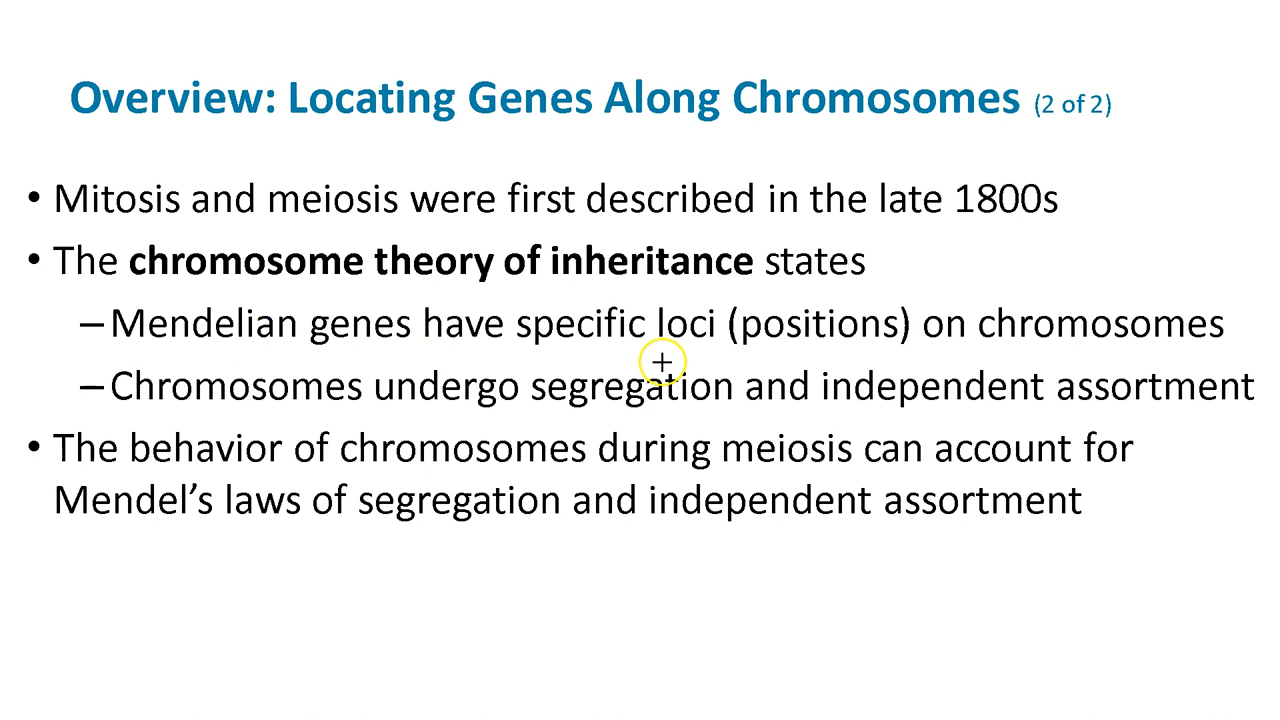 Overview: Locating Genes Along Chromosomes (2 of 2)
• Mitosis and meiosis were first described in the late 1800s
• The chromosome theory of inheritance states
– Mendelian genes have specific loci (positions) on chromosomes
– Chromosomes undergo segregation and independent assortment
• The behavior of chromosomes during meiosis can account for
Mendel’s laws of segregation and independent assortment